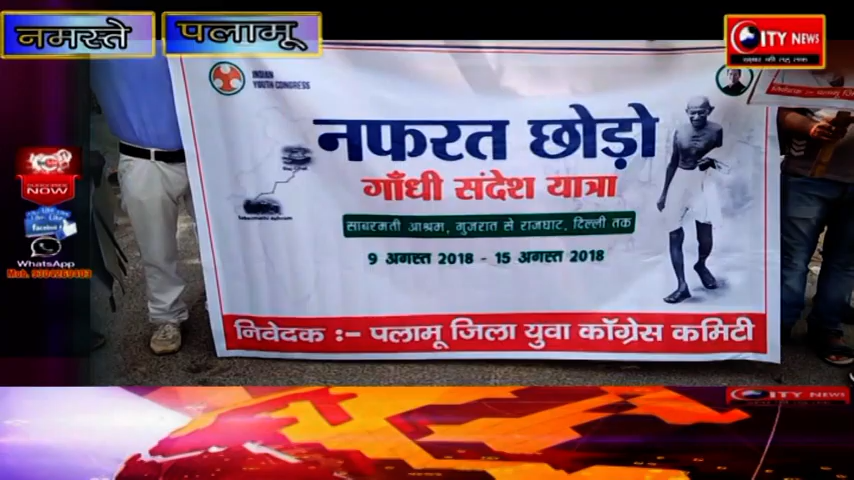 नमस्ते पलामू
CITY NEWS
INDIAN
YOUTH CONGRESS
नफरत छोड़ो
गाँधी संदेश यात्रा
साबरमती आश्रम, गुजरात से राजघाट, दिल्ली तक
9 अगस्त 2018 - 15 अगस्त 2018
निवेदक :- पलामू जिला युवा काँग्रेस कमिटी
NOW
WhatsApp
CITY NEWS